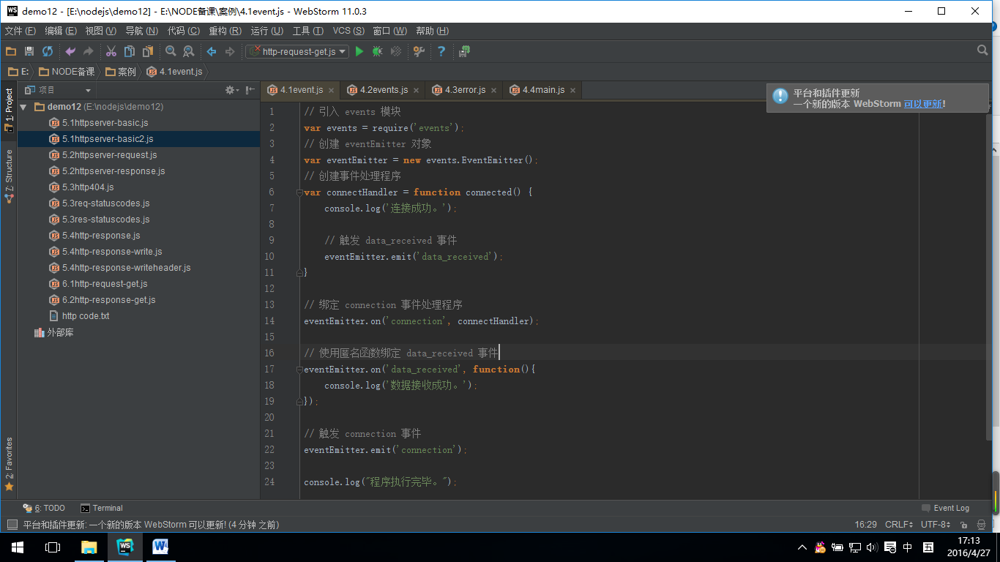 demo12 - [E:\nodejs\demo12] - E:\NODE备课\案例\4.1event.js - WebStorm 11.0.3
文件 (F) 编辑 (E) 视图 (V) 导航 (N) 代码 (C) 重构 (R) 运行 (U) 工具 (T) VCS (S) 窗口 (W) 帮助 (H)
http-request-get.js
E: NODE备课 案例 4.1event.js
1: Project
7: Structure
2: Favorites
项目
demo12 (E:\nodejs\demo12)
5.1httpserver-basic.js
5.1httpserver-basic2.js
5.2httpserver-request.js
5.2httpserver-response.js
5.3http404.js
5.3req-statuscodes.js
5.3res-statuscodes.js
5.4http-response.js
5.4http-response-write.js
5.4http-response-writeheader.js
6.1http-request-get.js
6.2http-response-get.js
http code.txt
外部库
4.1event.js 4.2events.js 4.3error.js 4.4main.js
平台和插件更新
一个新的版本 WebStorm 可以更新!
1 // 引入 events 模块
2 var events = require('events');
3 // 创建 eventEmitter 对象
4 var eventEmitter = new events.EventEmitter();
5 // 创建事件处理程序
6 var connectHandler = function connected() {
7 console.log('连接成功。');
8
9 // 触发 data_received 事件
10 eventEmitter.emit('data_received');
11 }
12
13 // 绑定 connection 事件处理程序
14 eventEmitter.on('connection', connectHandler);
15
16 // 使用匿名函数绑定 data_received 事件
17 eventEmitter.on('data_received', function(){
18 console.log('数据接收成功。');
19 });
20
21 // 触发 connection 事件
22 eventEmitter.emit('connection');
23
24 console.log("程序执行完毕。");
6: TODO Terminal Event Log
平台和插件更新: 一个新的版本 WebStorm 可以更新! (4 分钟 之前) 16:29 CRLF UTF-8
中 五 17:13
2016/4/27